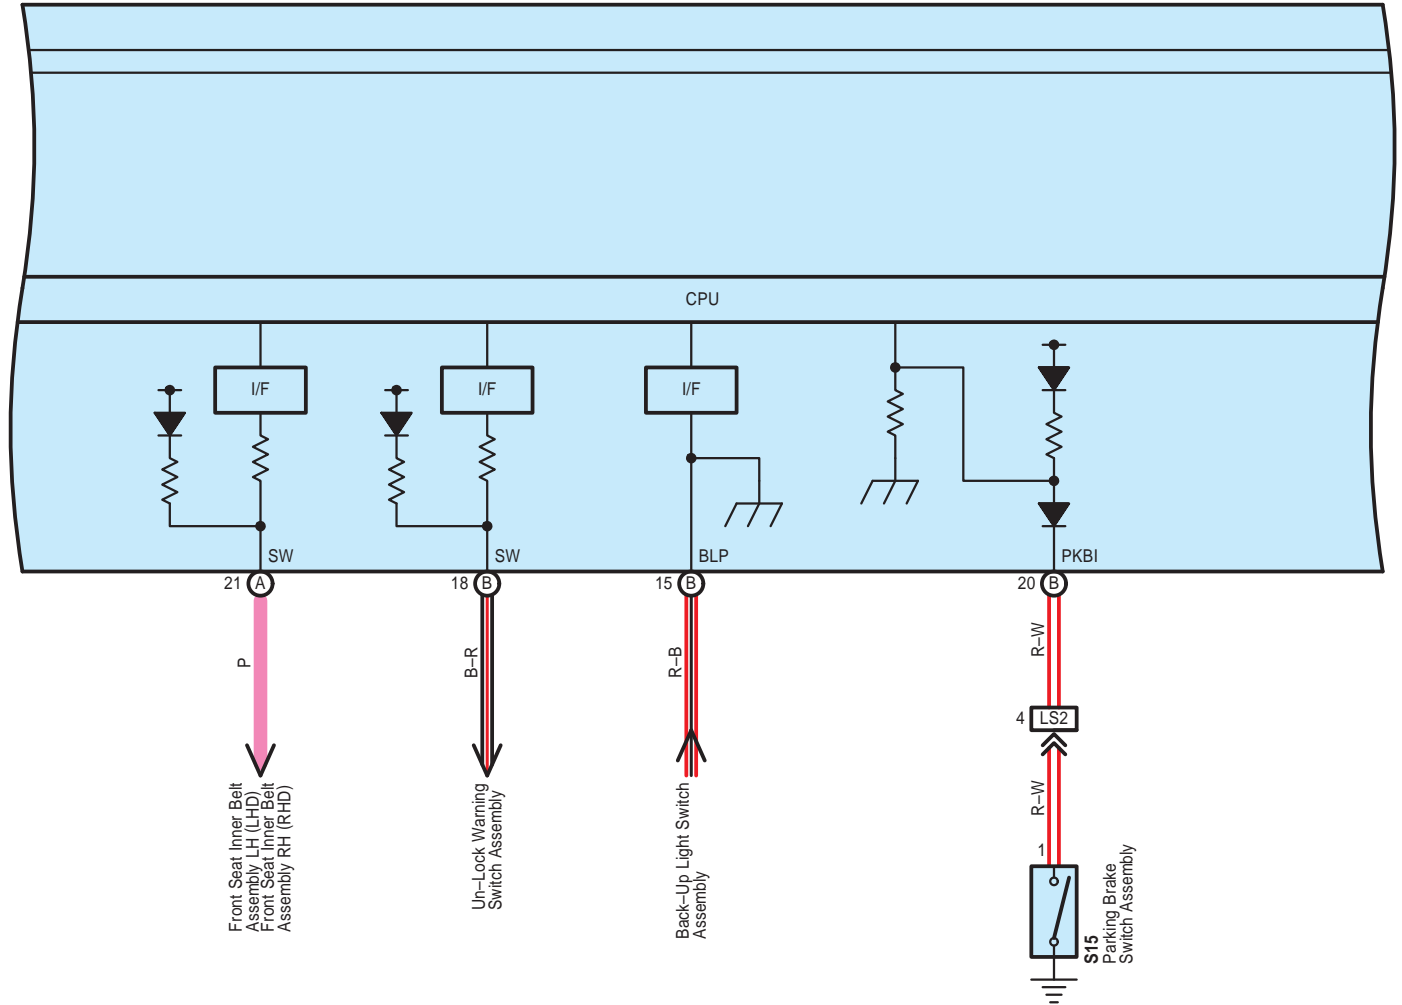 CPU
I/F
I/F
I/F
SW
SW
BLP
PKBI
21 A
18 B
15 B
20 B
P
B–R
R–B
R–W
4 LS2
R–W
1
Front Seat Inner Belt
Assembly LH (LHD)
Front Seat Inner Belt
Assembly RH (RHD)
Un–Lock Warning
Switch Assembly
Back–Up Light Switch
Assembly
S15
Parking Brake
Switch Assembly